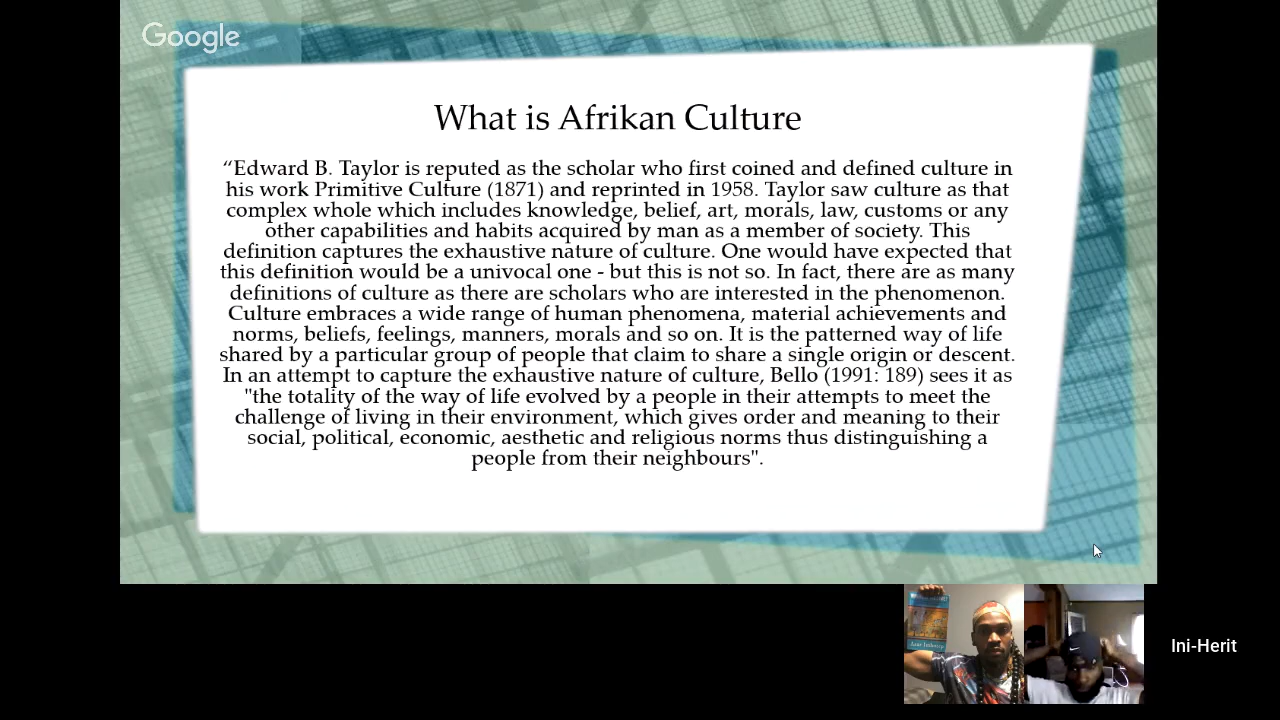 Google
What is Afrikan Culture
“Edward B. Taylor is reputed as the scholar who first coined and defined culture in
his work Primitive Culture (1871) and reprinted in 1958. Taylor saw culture as that
complex whole which includes knowledge, belief, art, morals, law, customs or any
other capabilities and habits acquired by man as a member of society. This
definition captures the exhaustive nature of culture. One would have expected that
this definition would be a univocal one - but this is not so. In fact, there are as many
definitions of culture as there are scholars who are interested in the phenomenon.
Culture embraces a wide range of human phenomena, material achievements and
norms, beliefs, feelings, manners, morals and so on. It is the patterned way of life
shared by a particular group of people that claim to share a single origin or descent.
In an attempt to capture the exhaustive nature of culture, Bello (1991: 189) sees it as
"the totality of the way of life evolved by a people in their attempts to meet the
challenge of living in their environment, which gives order and meaning to their
social, political, economic, aesthetic and religious norms thus distinguishing a
people from their neighbours".
Ini-Herit